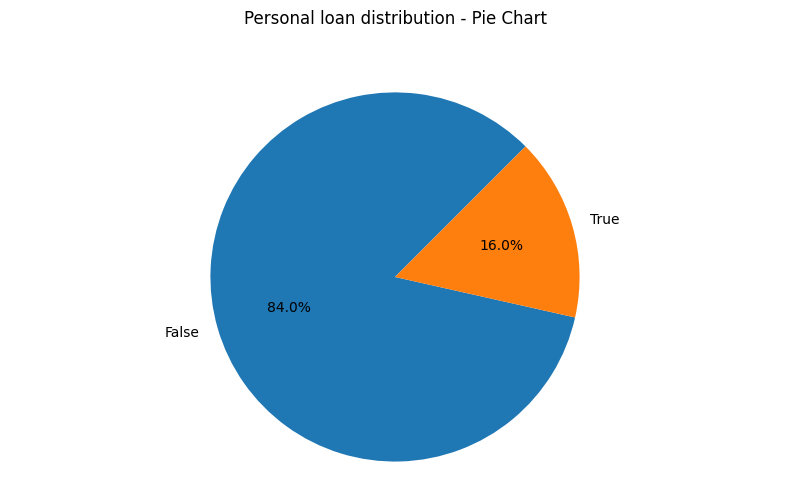 Personal loan distribution - Pie Chart
True
16.0%
84.0%
False